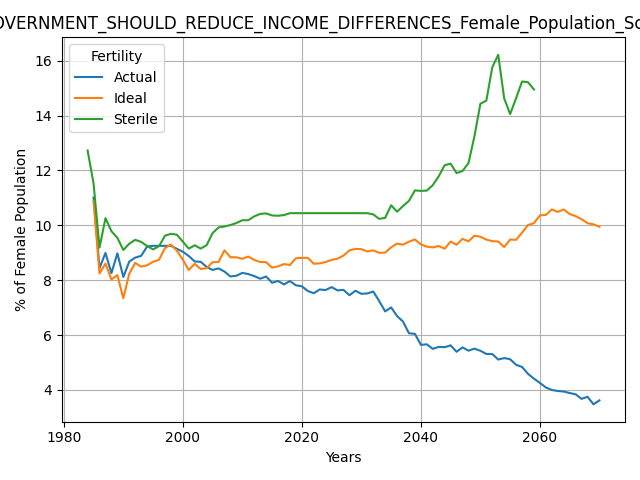 OVERNMENT_SHOULD_REDUCE_INCOME_DIFFERENCES_Female_Population_Sc
Fertility
Actual
Ideal
Sterile
% of Female Population
16
14
12
10
8
6
4
1980 2000 2020 2040 2060
Years